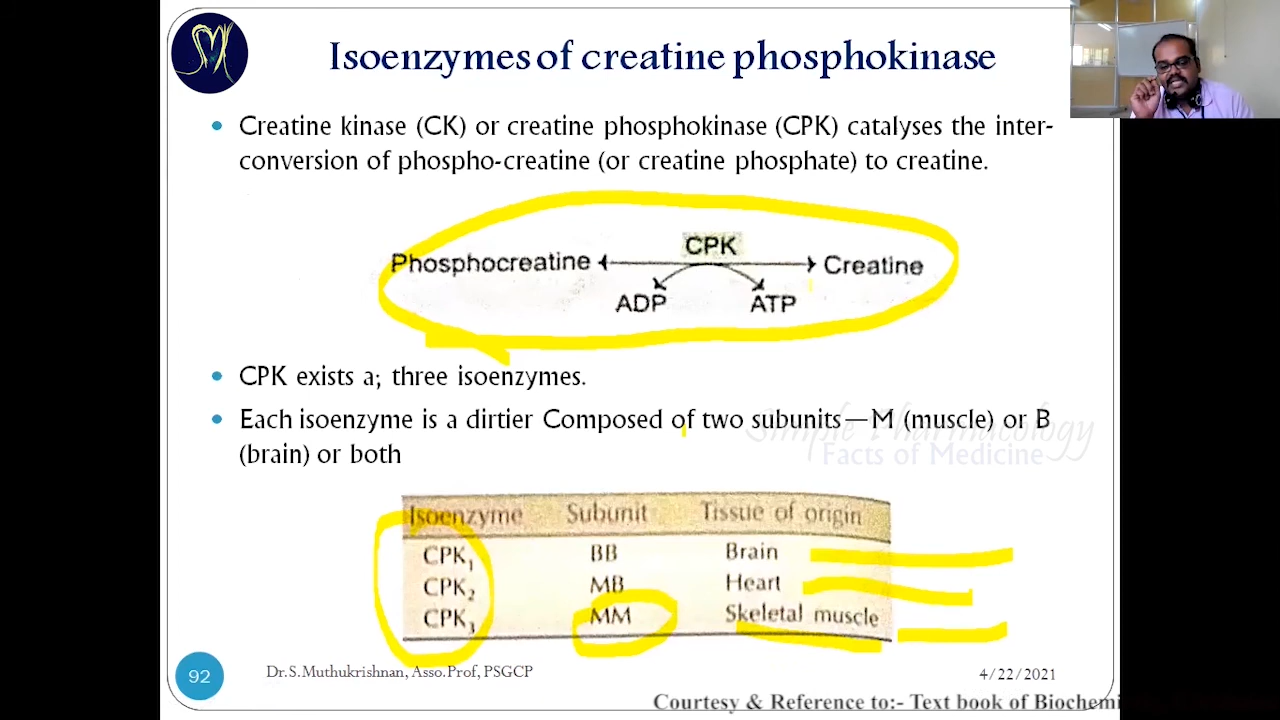 SM
Isoenzymes of creatine phosphokinase
Creatine kinase (CK) or creatine phosphokinase (CPK) catalyses the inter-
conversion of phospho-creatine (or creatine phosphate) to creatine.
CPK
Phosphocreatine Creatine
ADP ATP
CPK exists a; three isoenzymes.
Each isoenzyme is a dirtier Composed of two subunits—M (muscle) or B
(brain) or both
Simple Pharmacology
Facts of Medicine
Isoenzyme Subunit Tissue of origin
CPK₁ BB Brain
CPK₂ MB Heart
CPK₃ MM Skeletal muscle
92 Dr.S.Muthukrishnan, Asso.Prof, PSGCP 4/22/2021
Courtesy & Reference to:- Text book of Biochemi